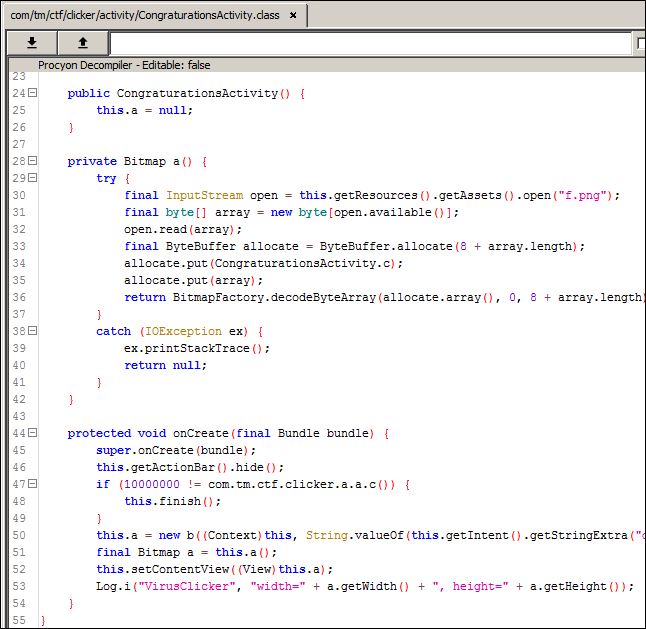 com/tm/ctf/clicker/activity/CongraturationsActivity.class ×
Procyon Decompiler - Editable: false
23
24 public CongraturationsActivity() {
25 this.a = null;
26 }
27
28 private Bitmap a() {
29 try {
30 final InputStream open = this.getResources().getAssets().open("f.png");
31 final byte[] array = new byte[open.available()];
32 open.read(array);
33 final ByteBuffer allocate = ByteBuffer.allocate(8 + array.length);
34 allocate.put(CongraturationsActivity.c);
35 allocate.put(array);
36 return BitmapFactory.decodeByteArray(allocate.array(), 0, 8 + array.length)
37 }
38 catch (IOException ex) {
39 ex.printStackTrace();
40 return null;
41 }
42 }
43
44 protected void onCreate(final Bundle bundle) {
45 super.onCreate(bundle);
46 this.getActionBar().hide();
47 if (10000000 != com.tm.ctf.clicker.a.a.c()) {
48 this.finish();
49 }
50 this.a = new b((Context)this, String.valueOf(this.getIntent().getStringExtra("
51 final Bitmap a = this.a();
52 this.setContentView((View)this.a);
53 Log.i("VirusClicker", "width=" + a.getWidth() + ", height=" + a.getHeight());
54 }
55 }